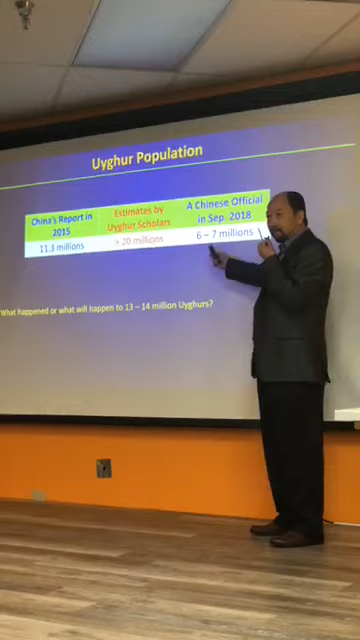 Uyghur Population
China's Report in 2015
Estimates by Uyghur Scholars
A Chinese Official in Sep. 2018
11.3 millions
> 20 millions
6 – 7 millions
What happened or what will happen to 13 – 14 million Uyghurs?